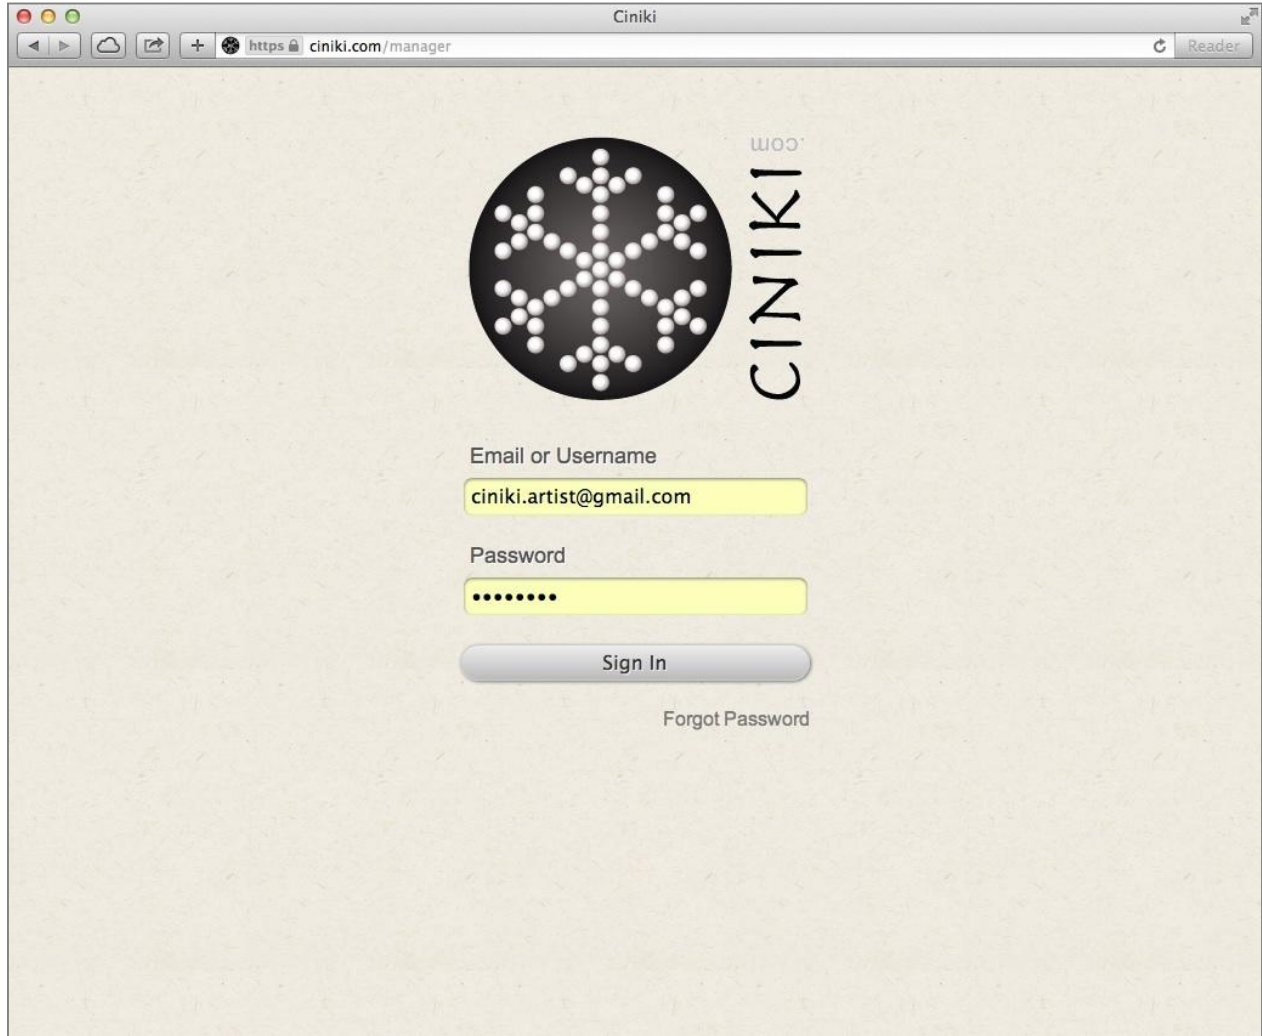 Ciniki
https ciniki.com/manager
Reader
CINIKI.com
Email or Username
ciniki.artist@gmail.com
Password
••••••••
Sign In
Forgot Password